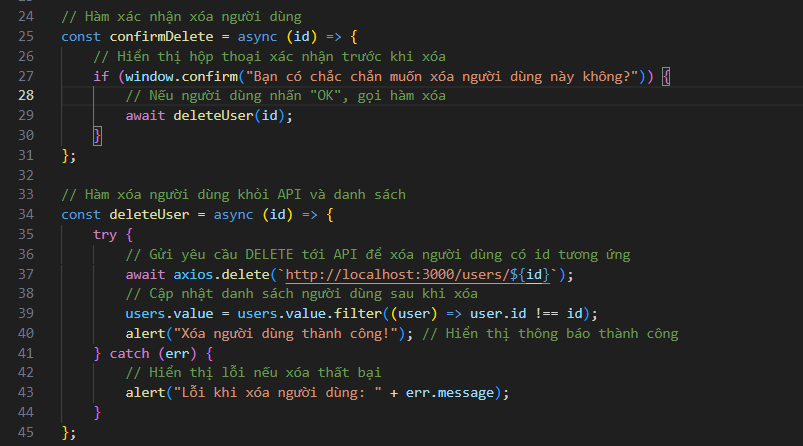 24 // Hàm xác nhận xóa người dùng
25 const confirmDelete = async (id) => {
26     // Hiển thị hộp thoại xác nhận trước khi xóa
27     if (window.confirm("Bạn có chắc chắn muốn xóa người dùng này không?")) {
28         // Nếu người dùng nhấn "OK", gọi hàm xóa
29         await deleteUser(id);
30     }
31 };
32
33 // Hàm xóa người dùng khỏi API và danh sách
34 const deleteUser = async (id) => {
35     try {
36         // Gửi yêu cầu DELETE tới API để xóa người dùng có id tương ứng
37         await axios.delete(`http://localhost:3000/users/${id}`);
38         // Cập nhật danh sách người dùng sau khi xóa
39         users.value = users.value.filter((user) => user.id !== id);
40         alert("Xóa người dùng thành công!"); // Hiển thị thông báo thành công
41     } catch (err) {
42         // Hiển thị lỗi nếu xóa thất bại
43         alert("Lỗi khi xóa người dùng: " + err.message);
44     }
45 };